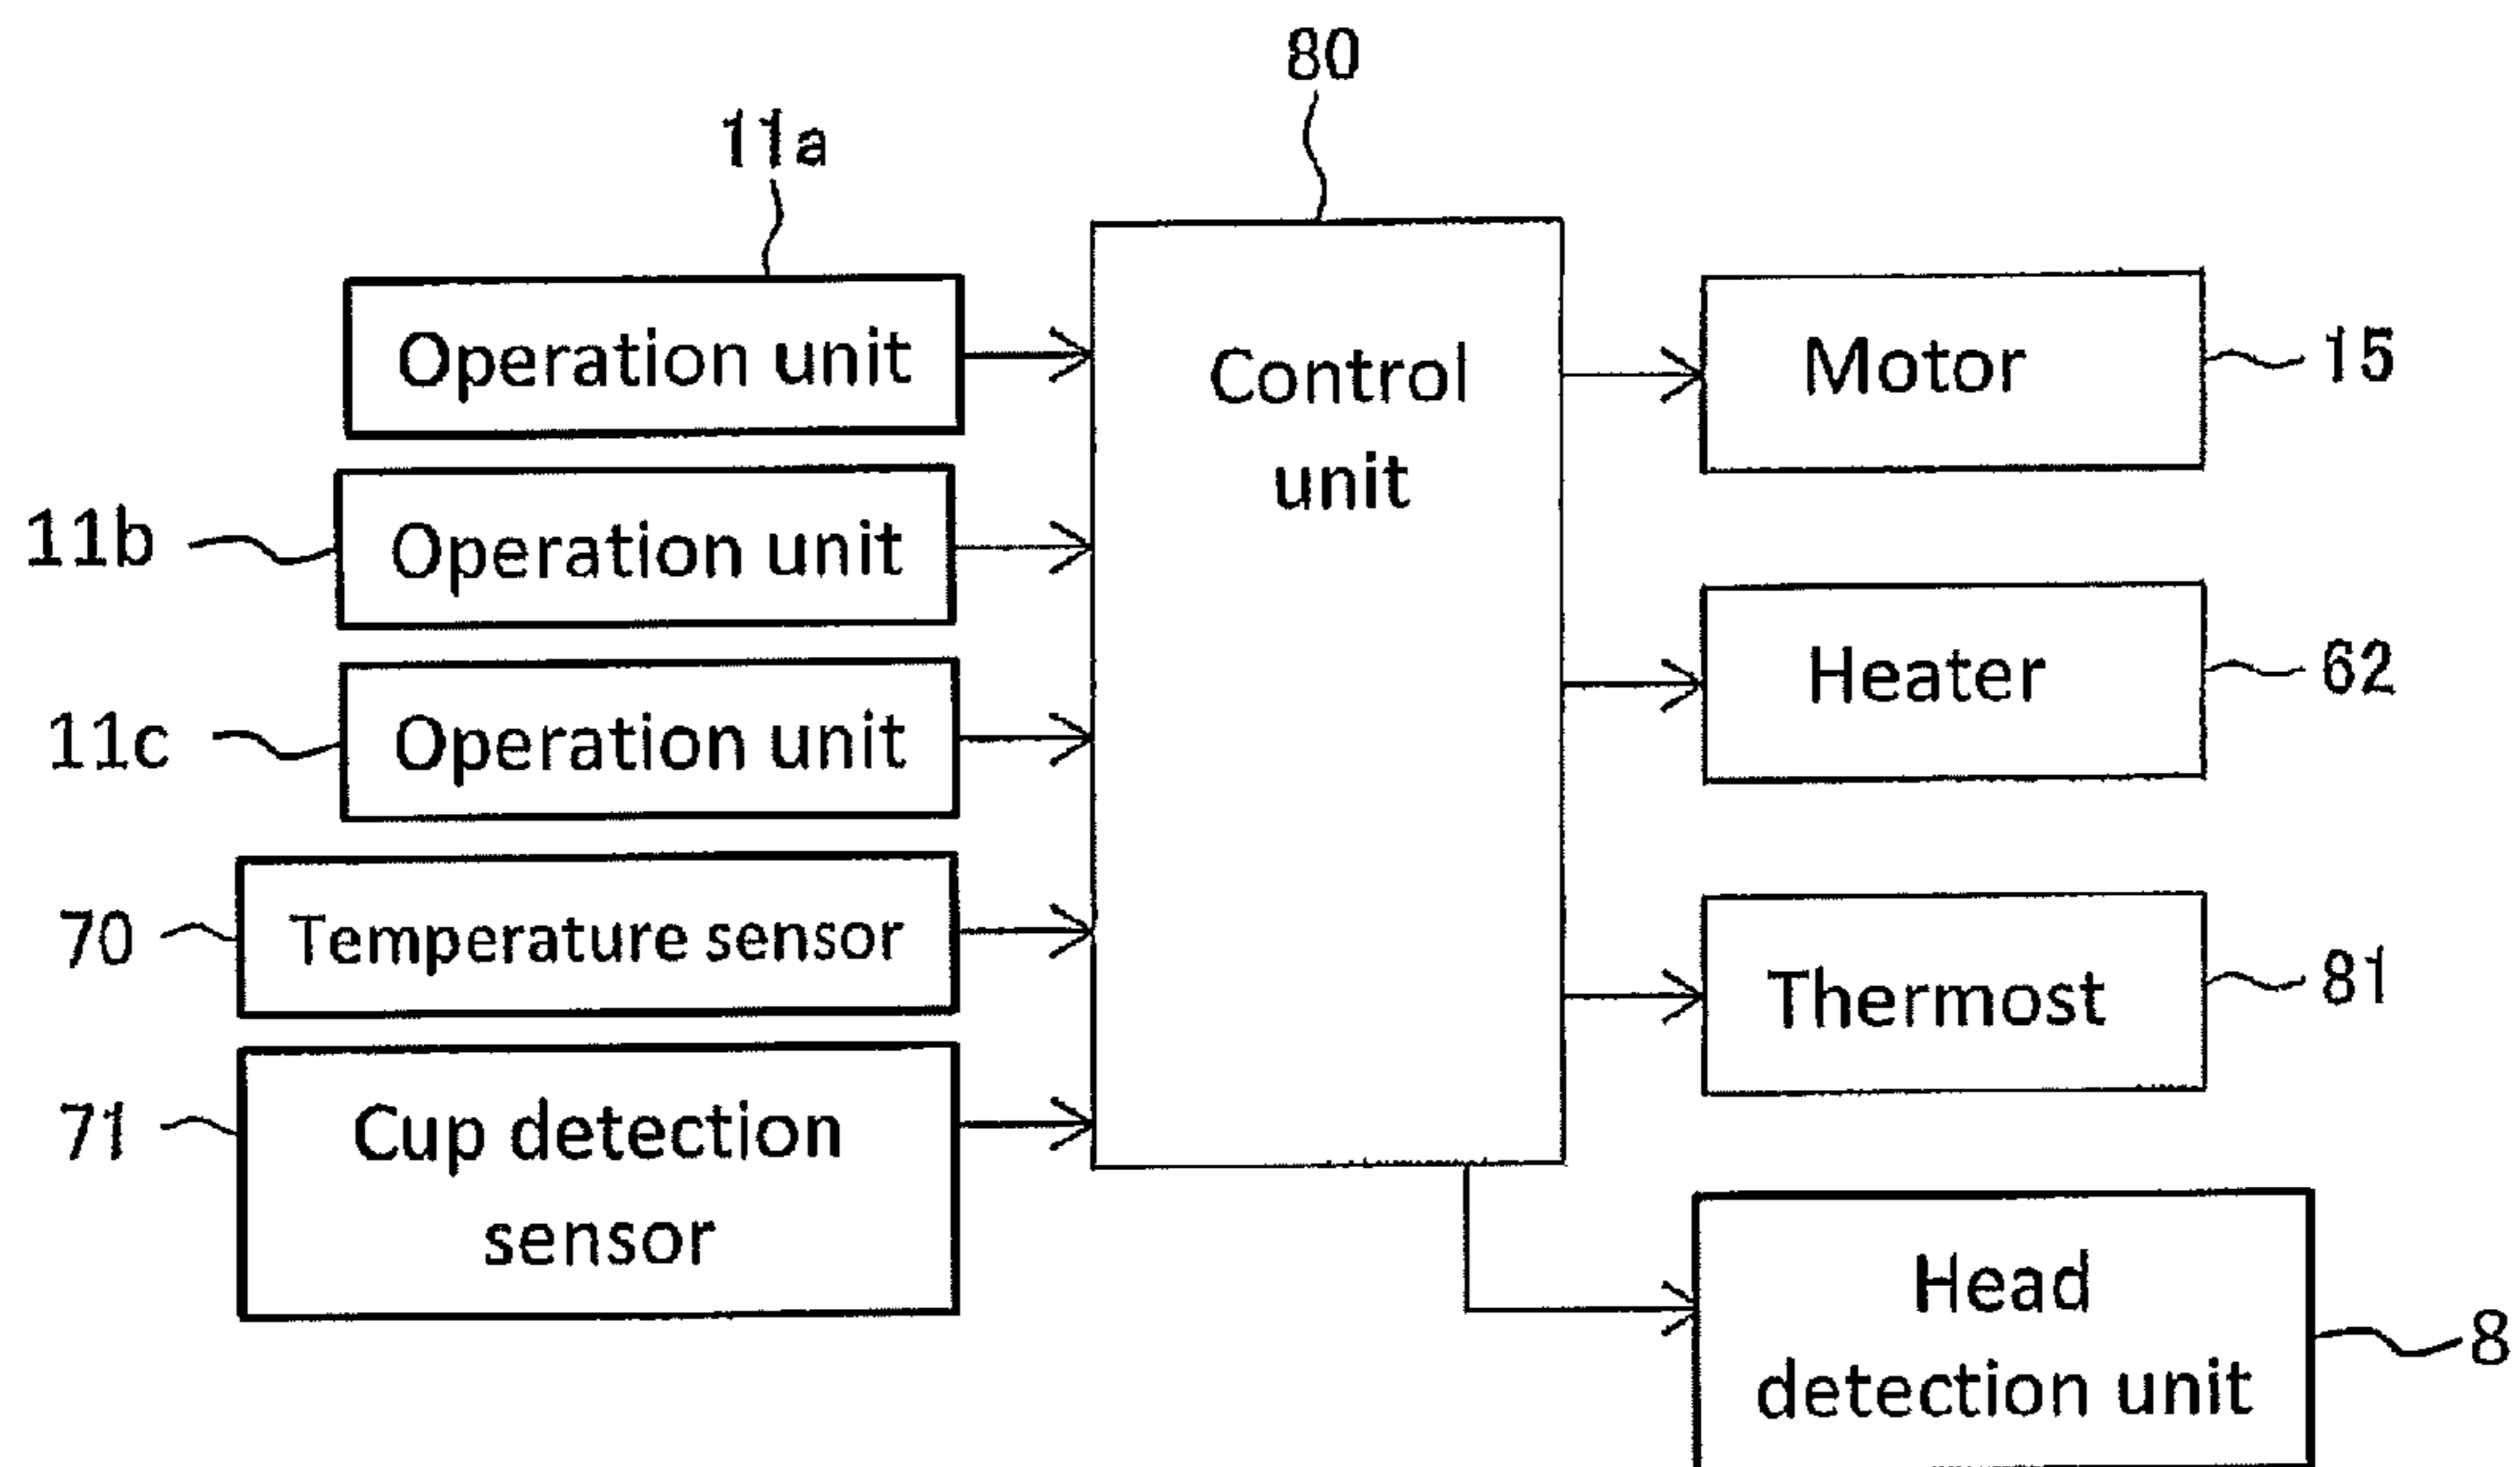 80
11a
Operation unit
11b
Operation unit
11c
Operation unit
70
Temperature sensor
71
Cup detection
sensor
Control
unit
Motor
15
Heater
62
Thermost
81
Head
detection unit
8